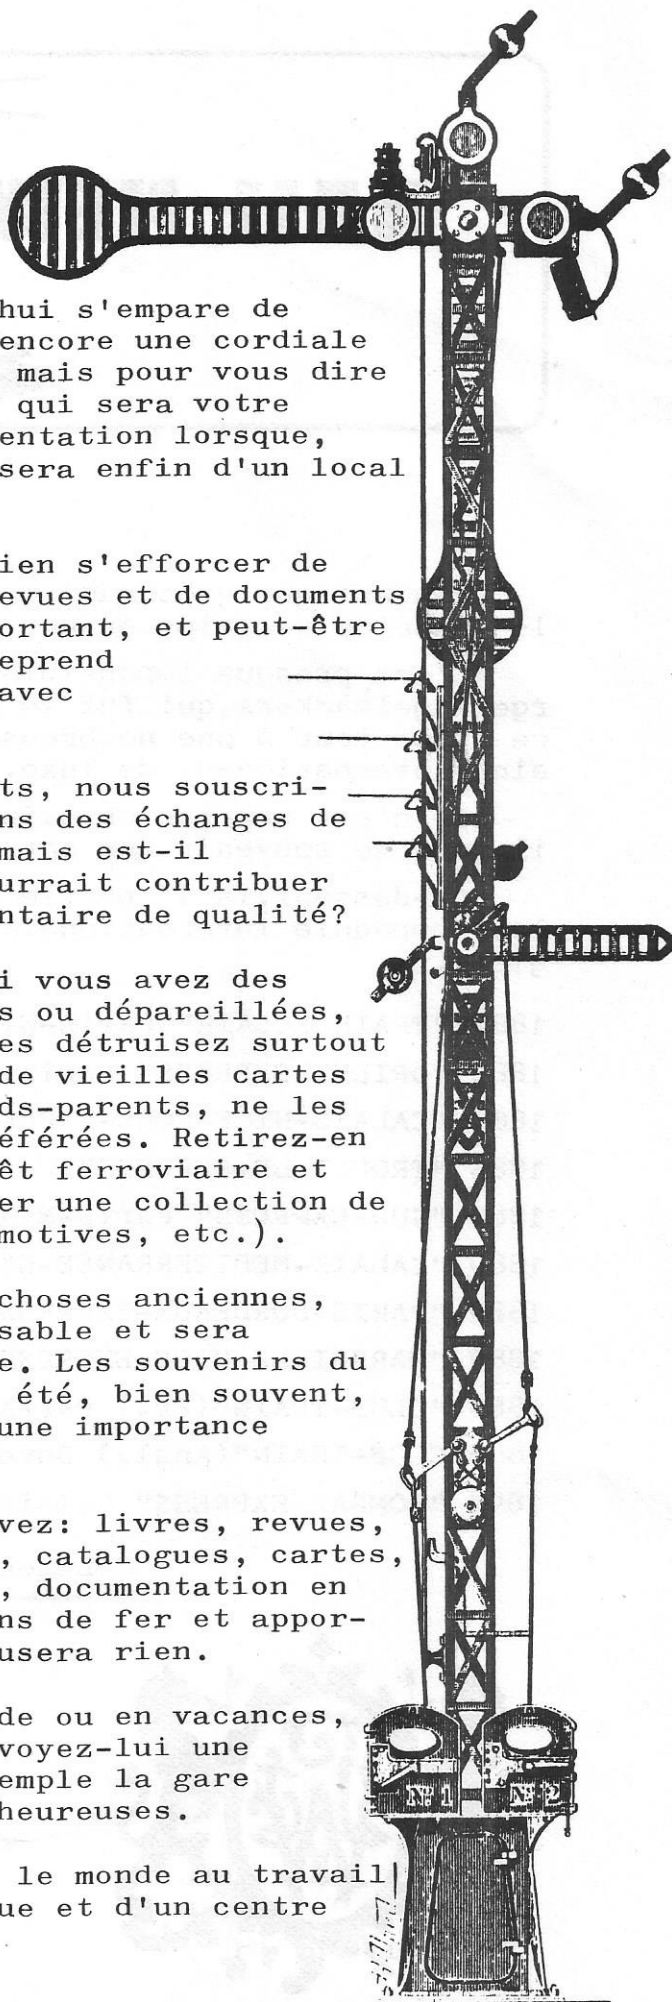 hui s'empare de
encore une cordiale
mais pour vous dire
qui sera votre
entation lorsque,
sera enfin d'un local
ien s'efforcer de
evues et de documents
ortant, et peut-être
eprend
avec
ts, nous souscri-
ns des échanges de
mais est-il
urrait contribuer
ntaire de qualité?
i vous avez des
s ou dépareillées,
es détruisez surtout
de vieilles cartes
ds-parents, ne les
éférées. Retirez-en
êt ferroviaire et
er une collection de
motives, etc.).
choses anciennes,
sable et sera
e. Les souvenirs du
été, bien souvent,
une importance
vez: livres, revues,
, catalogues, cartes,
, documentation en
ns de fer et appor-
usera rien.
de ou en vacances,
voyez-lui une
emple la gare
heureuses.
le monde au travail
ue et d'un centre
Nº 1 Nº 2